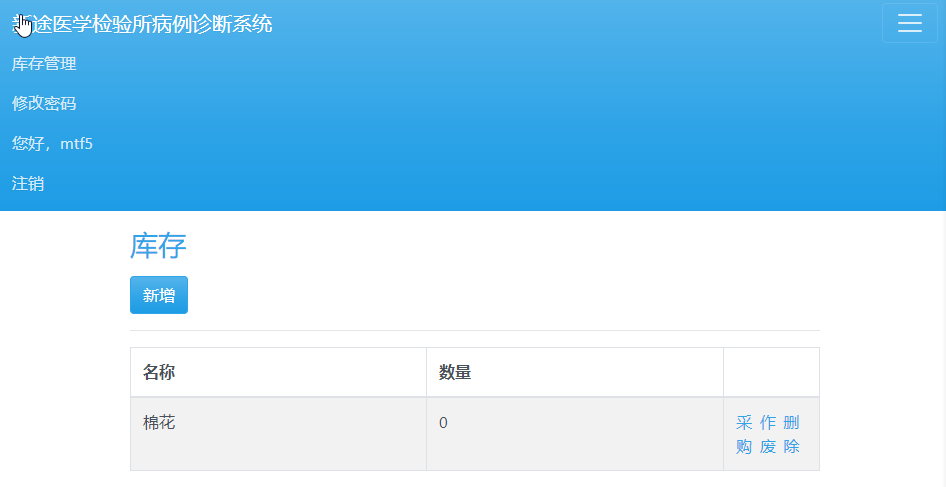 新途医学检验所病例诊断系统
库存管理
修改密码
您好，mtf5
注销
库存
新增
名称 数量
棉花 0 采购 作废 删除